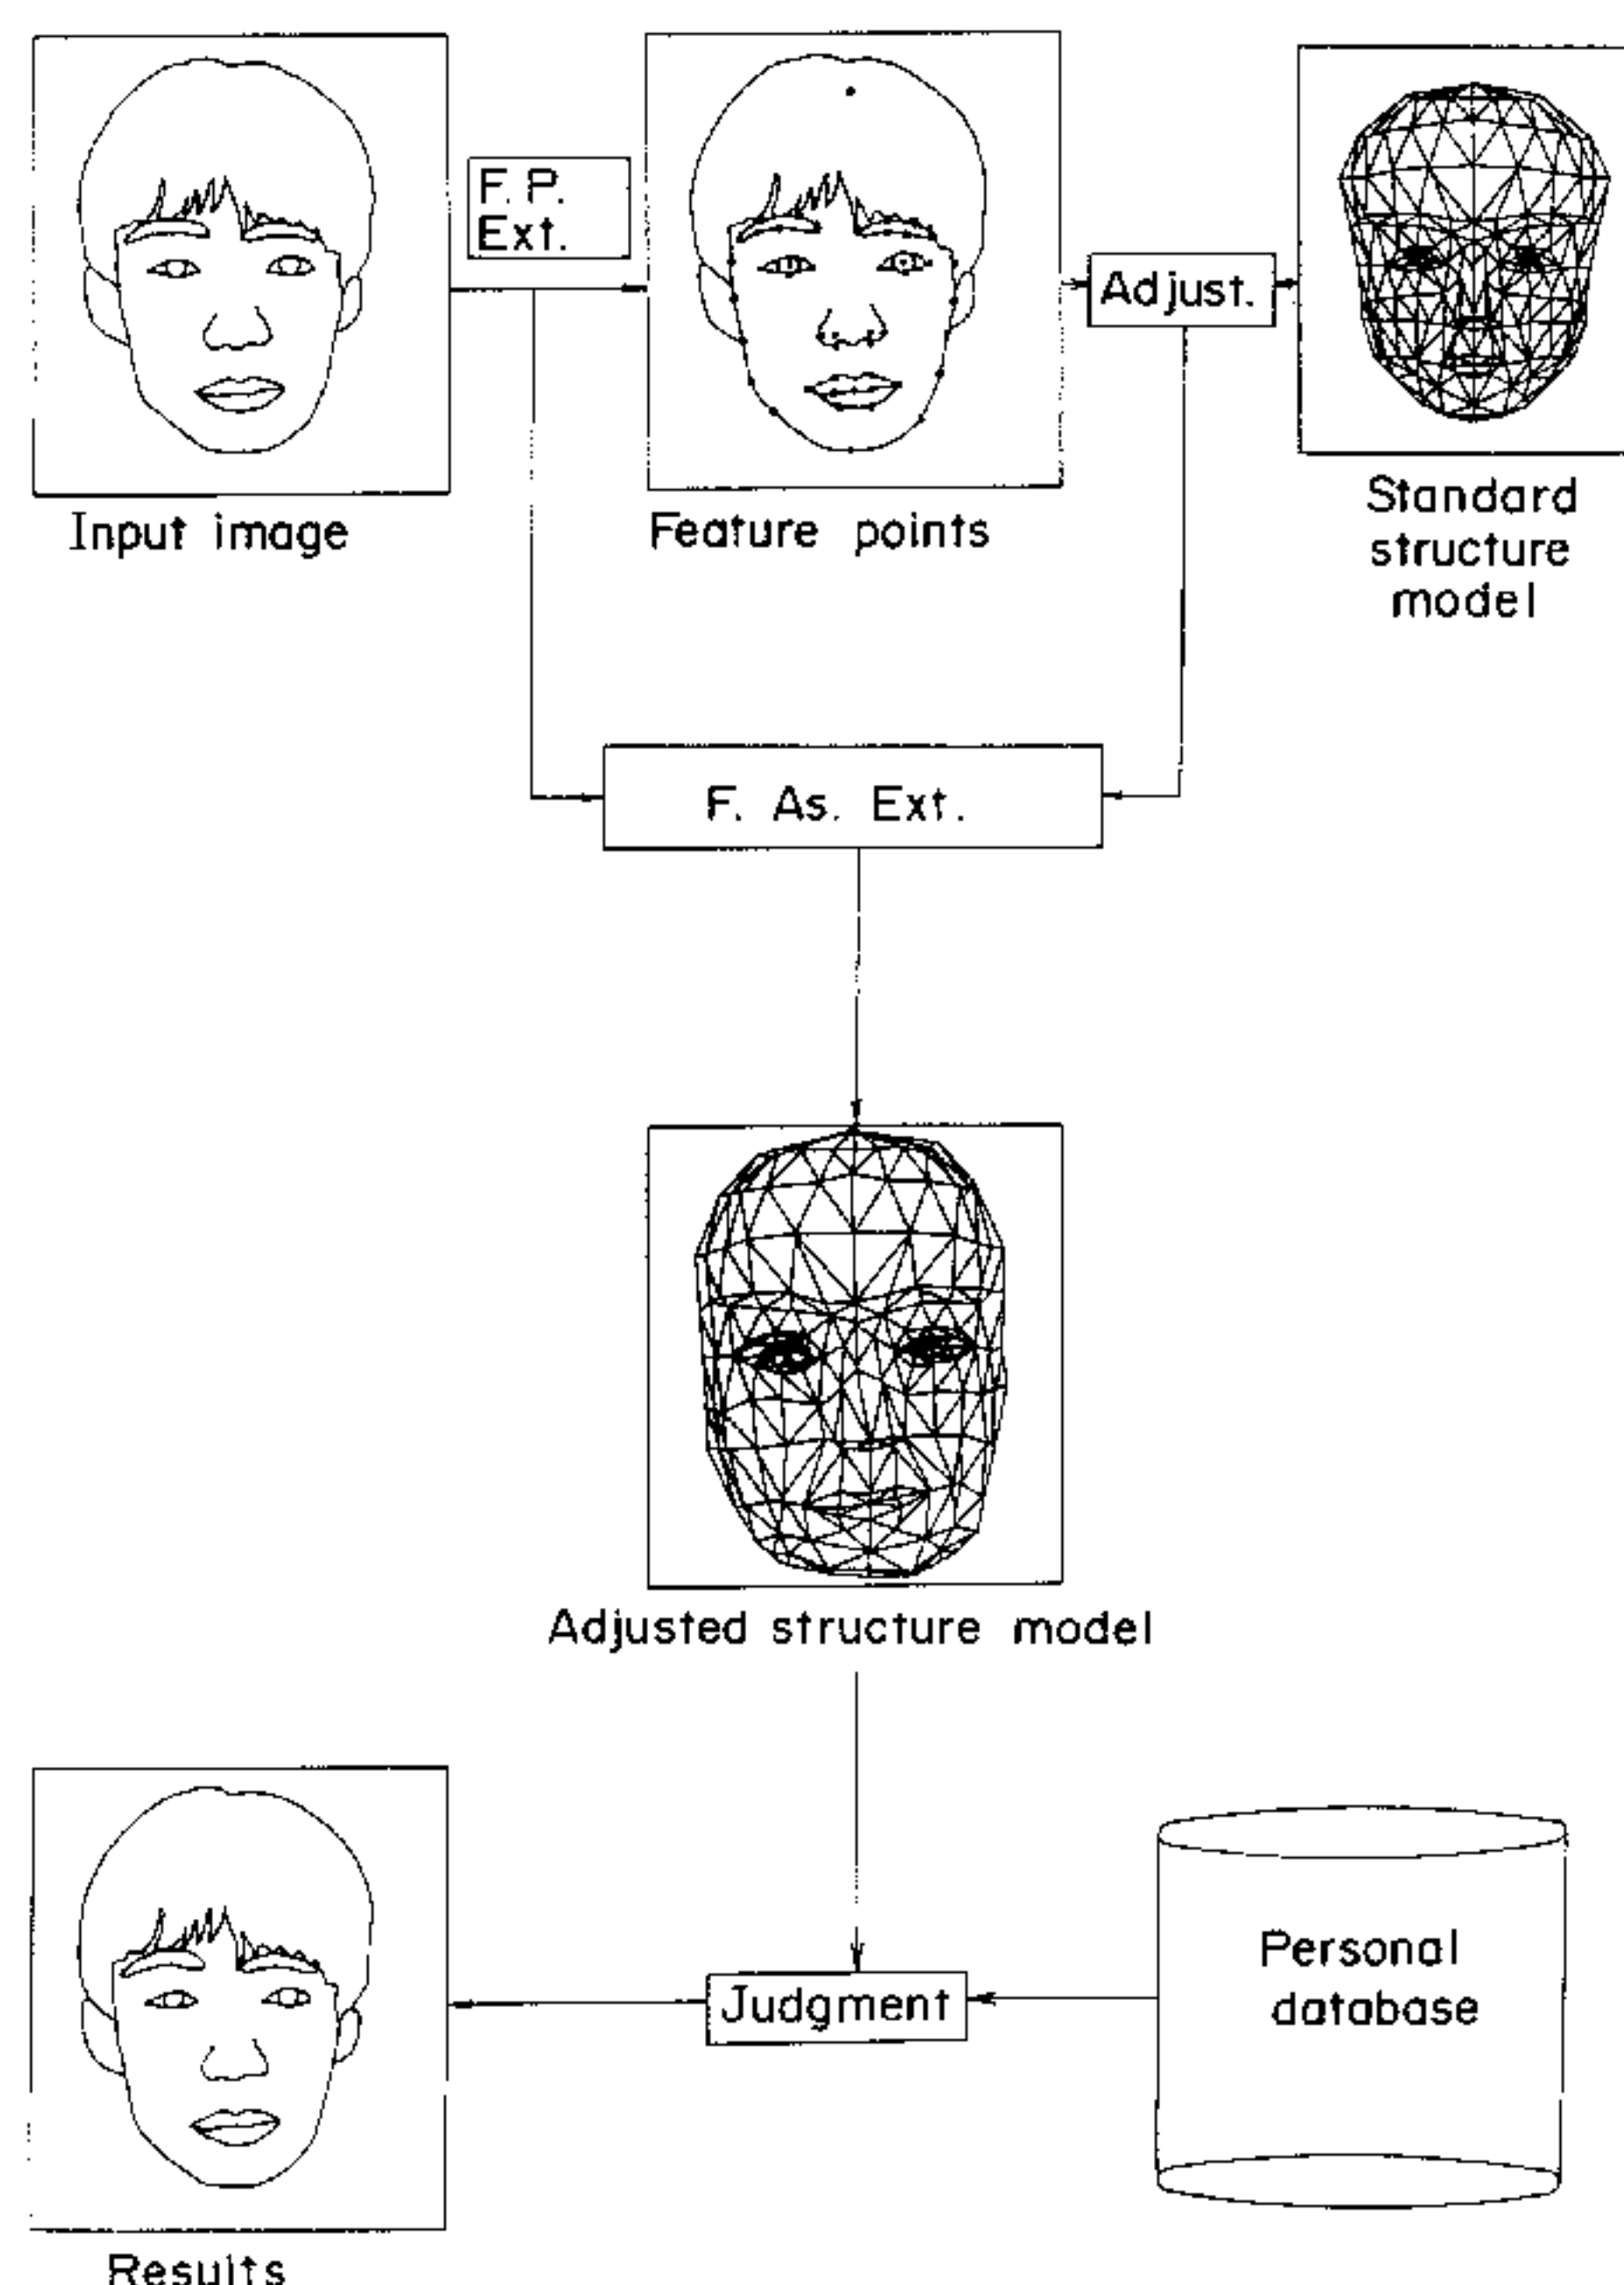 F.P.
Ext.
Adjust.
Input image
Feature points
Standard
structure
model
F. As. Ext.
Adjusted structure model
Judgment
Personal
database
Results